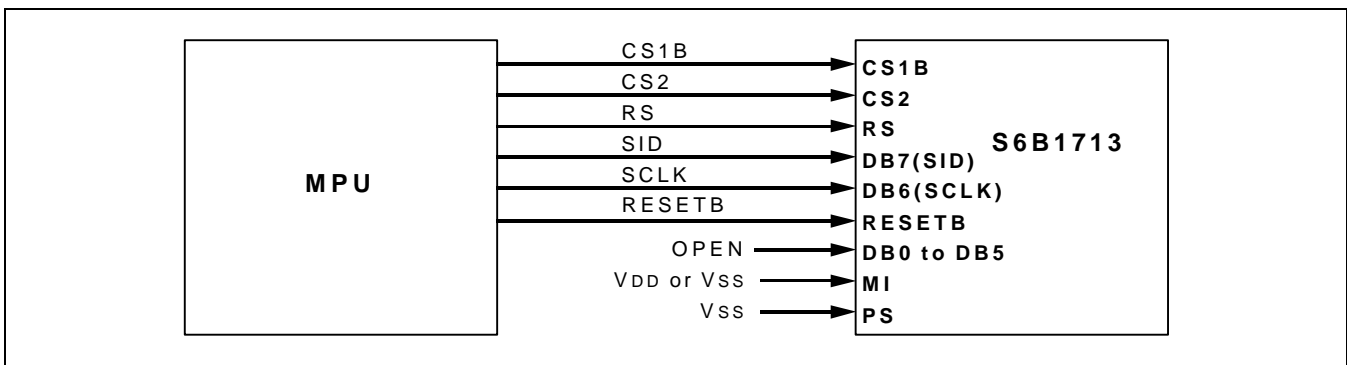 MPU
CS1B
CS2
RS
SID
SCLK
RESETB
OPEN
VDD or VSS
VSS
CS1B
CS2
RS
DB7(SID)
DB6(SCLK)
RESETB
DB0 to DB5
MI
PS
S6B1713